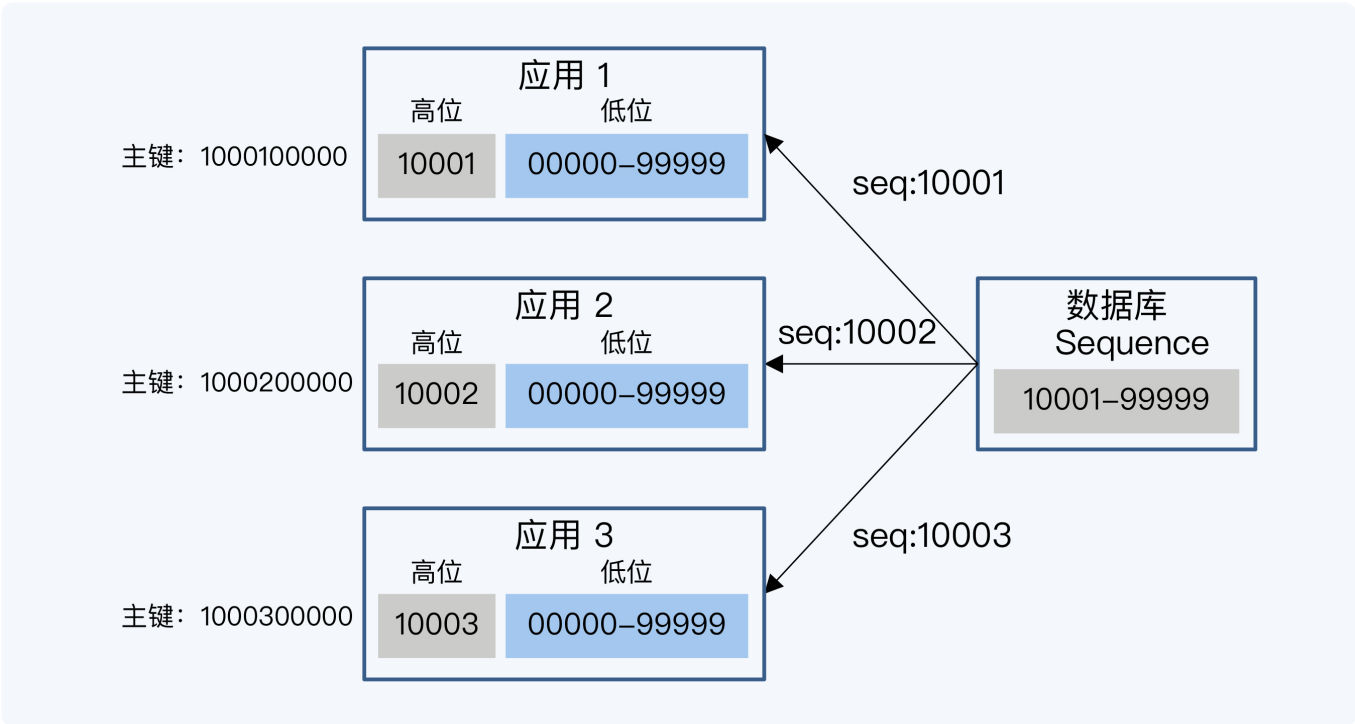 应用 1
高位 低位
主键：1000100000
10001 00000-99999
seq:10001
应用 2
高位 低位
主键：1000200000
10002 00000-99999
seq:10002
数据库
Sequence
10001-99999
应用 3
高位 低位
主键：1000300000
10003 00000-99999
seq:10003